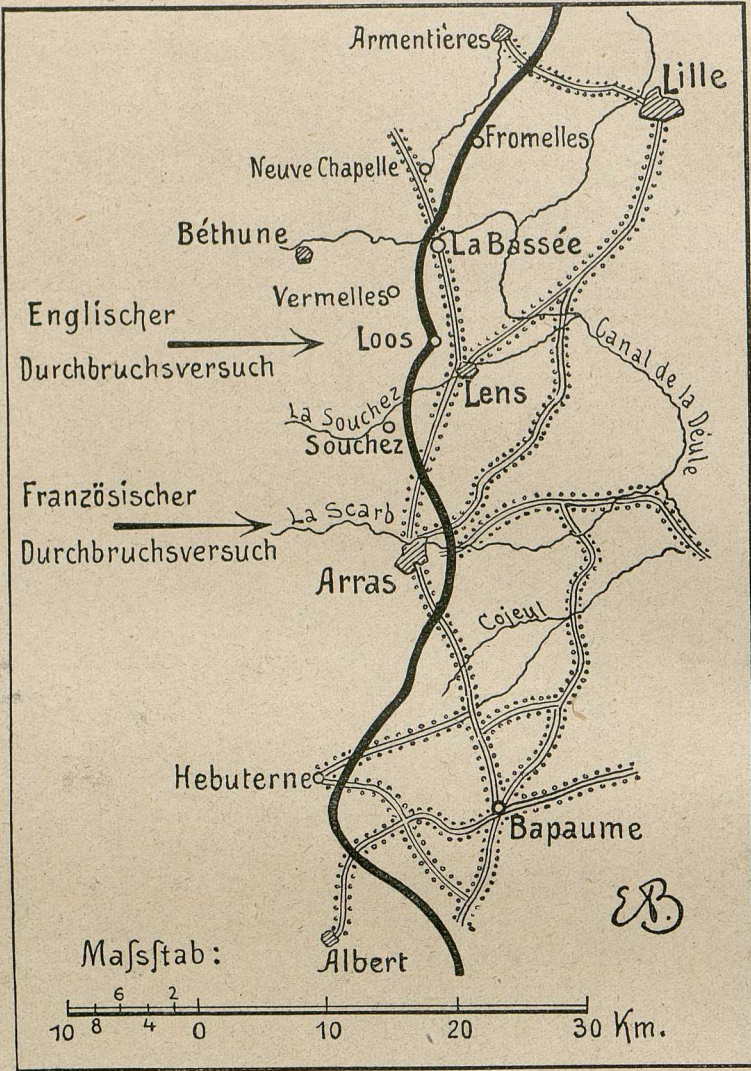 Armentières
Lille
Fromelles
Neuve Chapelle
Béthune
La Bassée
Vermelles
Englischer
Durchbruchsversuch
Loos
Canal de la Déule
Lens
La Souchez
Souchez
Französischer
Durchbruchsversuch
La Scarb
Arras
Cojeul
Hebuterne
Bapaume
EB.
Maſsſtab:
Albert
6 2
10 8 4 0 10 20 30 Km.